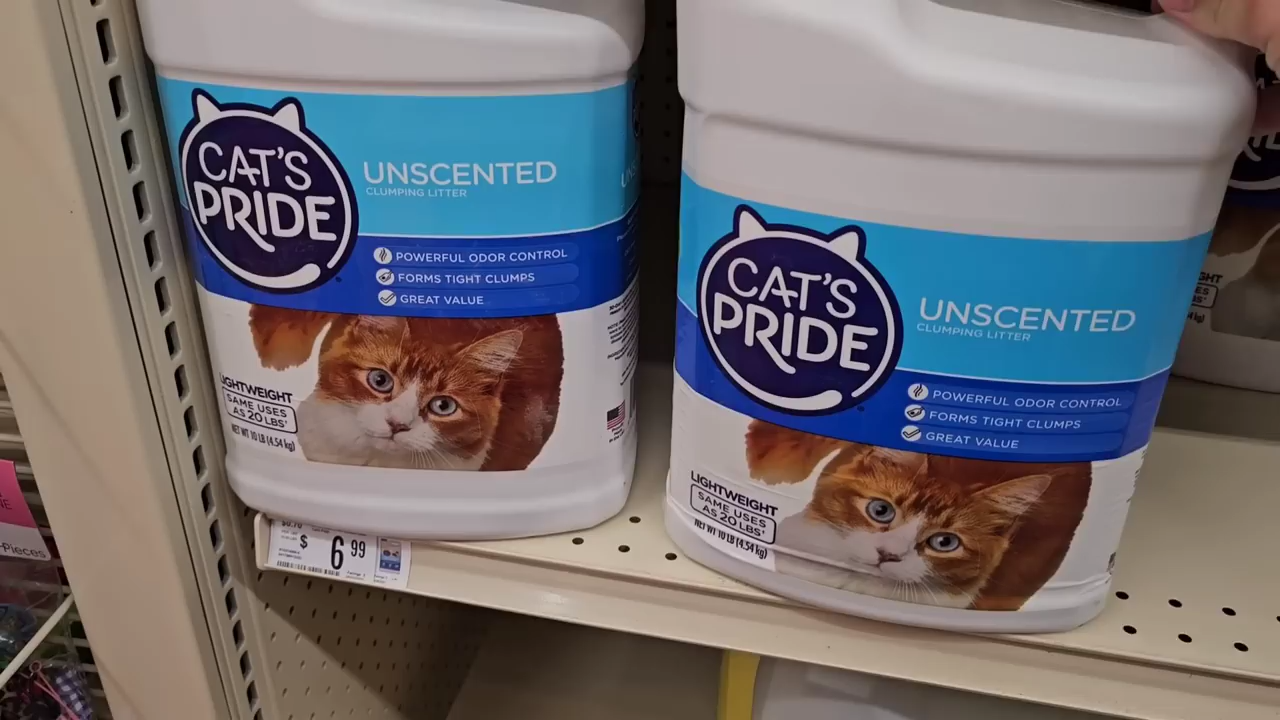 CAT'S
PRIDE
UNSCENTED
CLUMPING LITTER
POWERFUL ODOR CONTROL
FORMS TIGHT CLUMPS
GREAT VALUE
LIGHTWEIGHT
SAME USES
AS 20 LBS†
NET WT 10 LB (4.54 kg)
$ 6 99
CAT'S
PRIDE
UNSCENTED
CLUMPING LITTER
POWERFUL ODOR CONTROL
FORMS TIGHT CLUMPS
GREAT VALUE
LIGHTWEIGHT
SAME USES
AS 20 LBS†
NET WT 10 LB (4.54 kg)
-Pieces